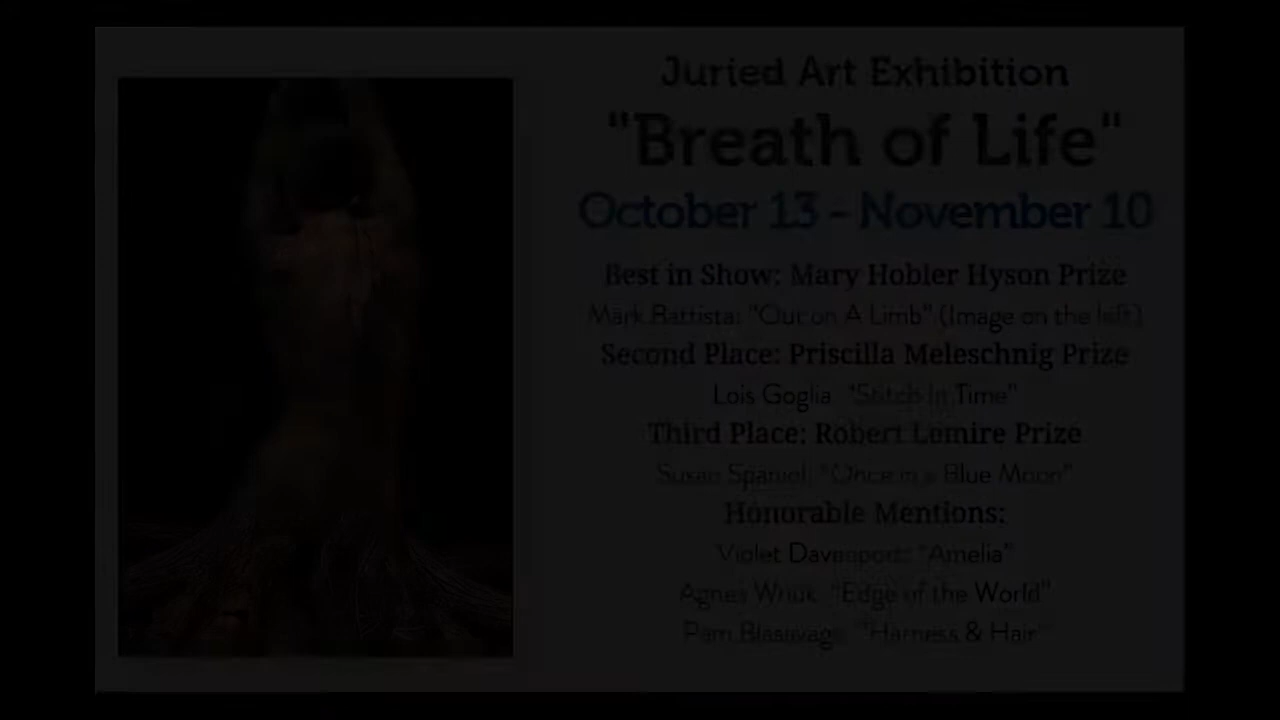 Juried Art Exhibition
"Breath of Life"
October 13 - November 10
Best in Show: Mary Hobler Hyson Prize
Mark Battista: "Out on A Limb" (Image on the left)
Second Place: Priscilla Meleschnig Prize
Lois Goglia "Stitch In Time"
Third Place: Robert Lemire Prize
Susan Spaniol: "Once in a Blue Moon"
Honorable Mentions:
Violet Davenport: "Amelia"
Agnes Wnuk "Edge of the World"
Pam "Harness & Hair"